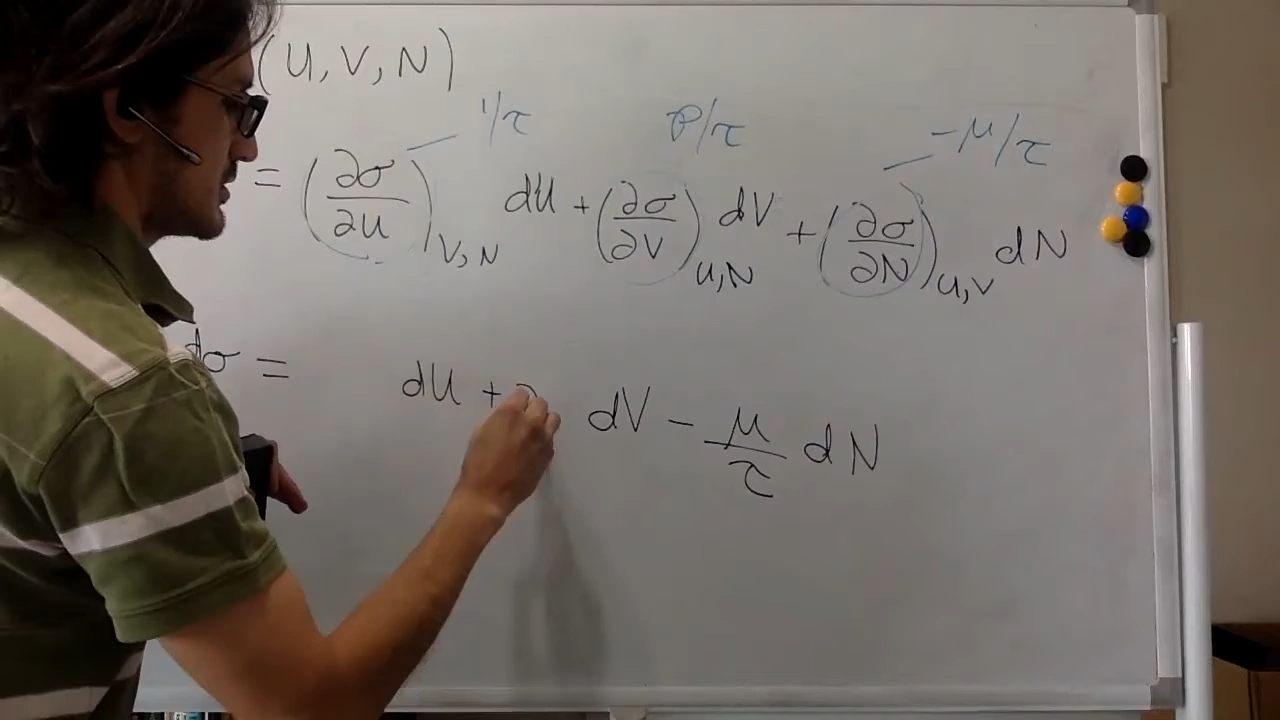 (U, V, N)
1/τ P/τ -μ/τ
= (∂σ/∂U)_{V,N} dU + (∂σ/∂V)_{U,N} dV + (∂σ/∂N)_{U,V} dN
dσ = dU + dV - μ/τ dN